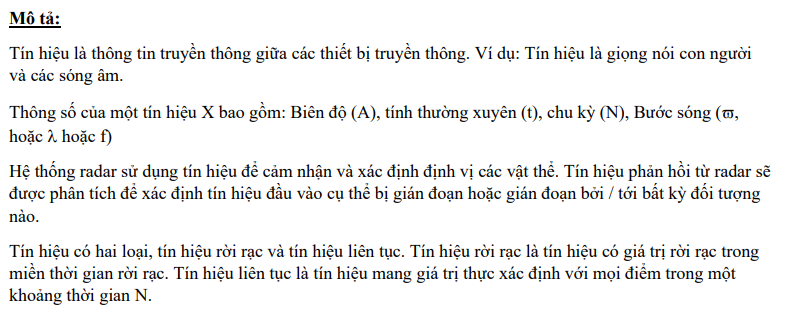 Mô tả:
Tín hiệu là thông tin truyền thông giữa các thiết bị truyền thông. Ví dụ: Tín hiệu là giọng nói con người
và các sóng âm.
Thông số của một tín hiệu X bao gồm: Biên độ (A), tính thường xuyên (t), chu kỳ (N), Bước sóng (ϖ,
hoặc λ hoặc f)
Hệ thống radar sử dụng tín hiệu để cảm nhận và xác định định vị các vật thể. Tín hiệu phản hồi từ radar sẽ
được phân tích để xác định tín hiệu đầu vào cụ thể bị gián đoạn hoặc gián đoạn bởi / tới bất kỳ đối tượng
nào.
Tín hiệu có hai loại, tín hiệu rời rạc và tín hiệu liên tục. Tín hiệu rời rạc là tín hiệu có giá trị rời rạc trong
miền thời gian rời rạc. Tín hiệu liên tục là tín hiệu mang giá trị thực xác định với mọi điểm trong một
khoảng thời gian N.